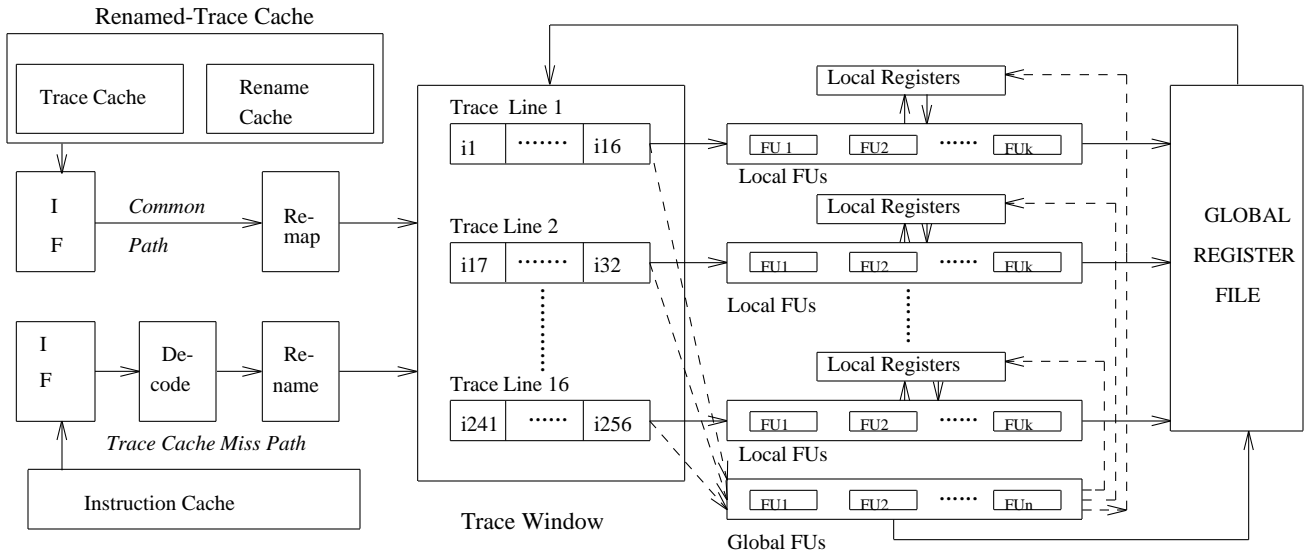 Renamed-Trace Cache
Trace Cache
Rename
Cache
I
F
Common
Path
Re-
map
I
F
De-
code
Re-
name
Trace Cache Miss Path
Instruction Cache
Trace Line 1
i1 ....... i16
Trace Line 2
i17 ....... i32
Trace Line 16
i241 ...... i256
Trace Window
Local Registers
FU 1 FU2 ...... FUk
Local FUs
Local Registers
FU1 FU2 ...... FUk
Local FUs
Local Registers
FU1 FU2 ...... FUk
Local FUs
FU1 FU2 ...... FUn
Global FUs
GLOBAL
REGISTER
FILE